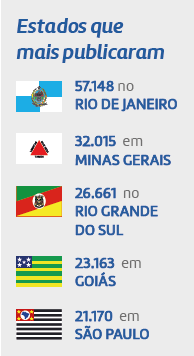 Estados que
mais publicaram
57.148 no
RIO DE JANEIRO
32.015 em
MINAS GERAIS
26.661 no
RIO GRANDE
DO SUL
23.163 em
GOIÁS
21.170 em
SÃO PAULO